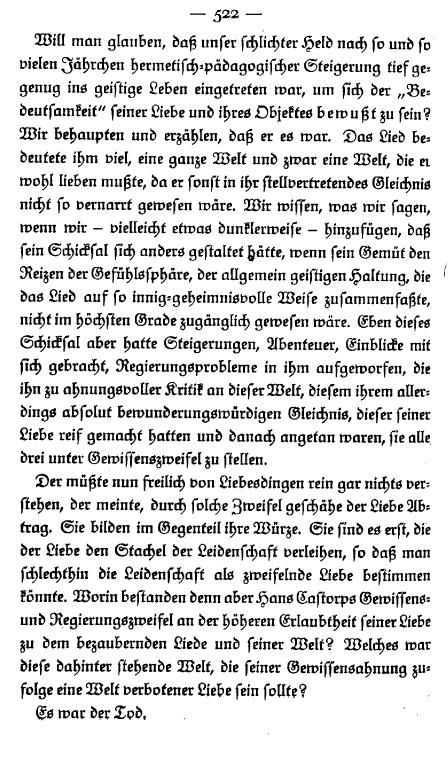 — 522 —
Will man glauben, daß unser schlichter Held nach so und so
vielen Jährchen hermetisch-pädagogischer Steigerung tief ge-
genug ins geistige Leben eingetreten war, um sich der „Be-
deutsamkeit“ seiner Liebe und ihres Objektes bewußt zu sein?
Wir behaupten und erzählen, daß er es war. Das Lied be-
deutete ihm viel, eine ganze Welt und zwar eine Welt, die er
wohl lieben mußte, da er sonst in ihr stellvertretendes Gleichnis
nicht so vernarrt gewesen wäre. Wir wissen, was wir sagen,
wenn wir – vielleicht etwas dunklerweise – hinzufügen, daß
sein Schicksal sich anders gestaltet hätte, wenn sein Gemüt den
Reizen der Gefühlssphäre, der allgemein geistigen Haltung, die
das Lied auf so innig-geheimnisvolle Weise zusammenfaßte,
nicht im höchsten Grade zugänglich gewesen wäre. Eben dieses
Schicksal aber hatte Steigerungen, Abenteuer, Einblicke mit
sich gebracht, Regierungsprobleme in ihm aufgeworfen, die
ihn zu ahnungsvoller Kritik an dieser Welt, diesem ihrem aller-
dings absolut bewunderungswürdigen Gleichnis, dieser seiner
Liebe reif gemacht hatten und danach angetan waren, sie alle
drei unter Gewissenszweifel zu stellen.
Der müßte nun freilich von Liebesdingen rein gar nichts ver-
stehen, der meinte, durch solche Zweifel geschähe der Liebe Ab-
trag. Sie bilden im Gegenteil ihre Würze. Sie sind es erst, die
der Liebe den Stachel der Leidenschaft verleihen, so daß man
schlechthin die Leidenschaft als zweifelnde Liebe bestimmen
könnte. Worin bestanden denn aber Hans Castorps Gewissens-
und Regierungszweifel an der höheren Erlaubtheit seiner Liebe
zu dem bezaubernden Liede und seiner Welt? Welches war
diese dahinter stehende Welt, die seiner Gewissensahnung zu-
folge eine Welt verbotener Liebe sein sollte?
Es war der Tod.